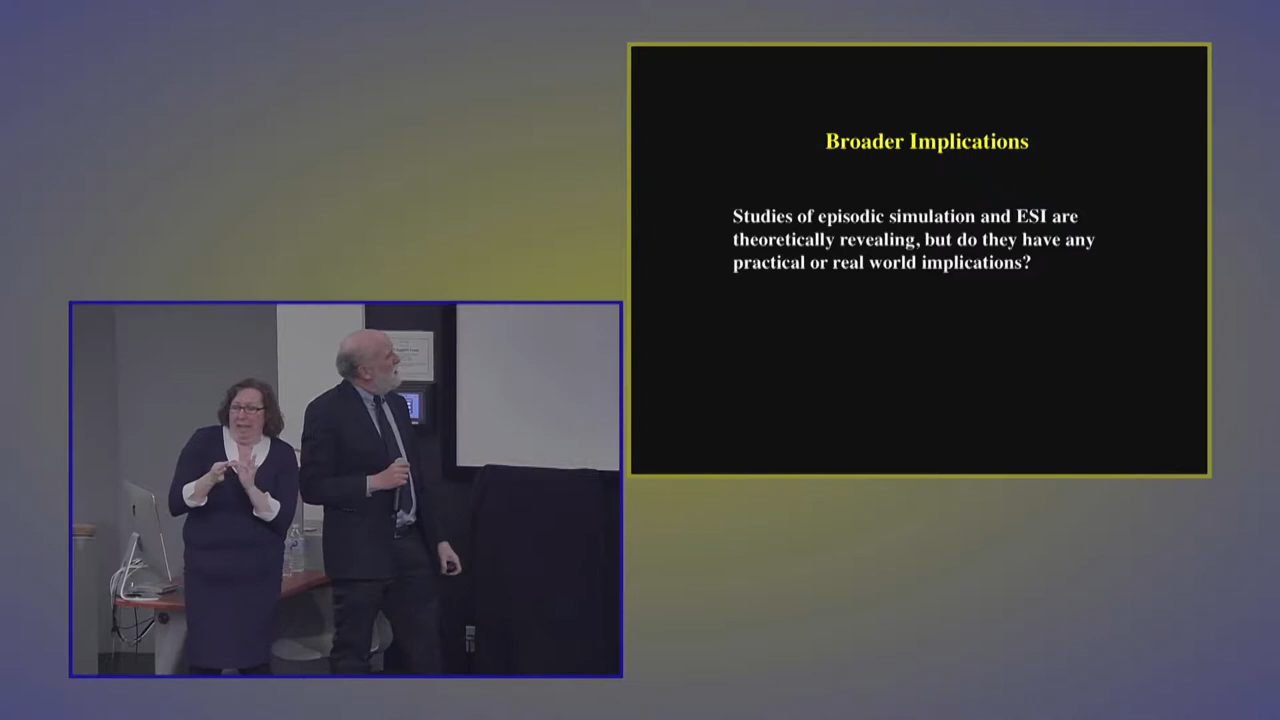 Broader Implications
Studies of episodic simulation and ESI are
theoretically revealing, but do they have any
practical or real world implications?